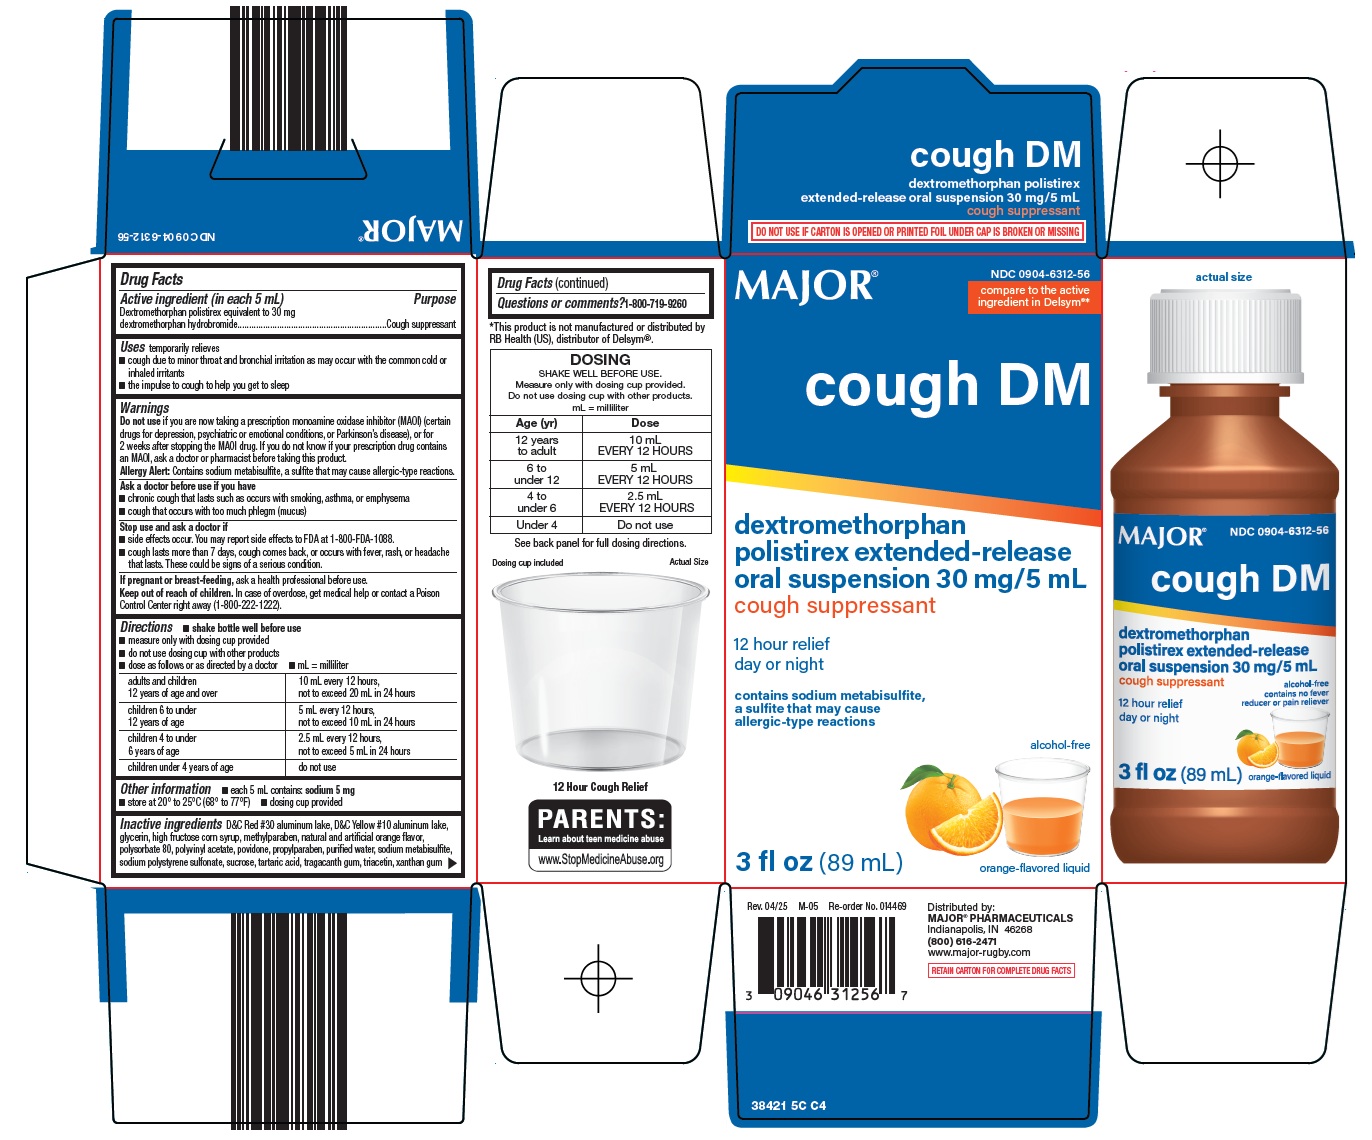 NDC 0904-6312-56
MAJOR®
Drug Facts
Active ingredient (in each 5 mL) Purpose
Dextromethorphan polistirex equivalent to 30 mg
dextromethorphan hydrobromide..........................................................Cough suppressant
Uses temporarily relieves
■ cough due to minor throat and bronchial irritation as may occur with the common cold or
inhaled irritants
■ the impulse to cough to help you get to sleep
Warnings
Do not use if you are now taking a prescription monoamine oxidase inhibitor (MAOI) (certain
drugs for depression, psychiatric or emotional conditions, or Parkinson's disease), or for
2 weeks after stopping the MAOI drug. If you do not know if your prescription drug contains
an MAOI, ask a doctor or pharmacist before taking this product.
Allergy Alert: Contains sodium metabisulfite, a sulfite that may cause allergic-type reactions.
Ask a doctor before use if you have
■ chronic cough that lasts such as occurs with smoking, asthma, or emphysema
■ cough that occurs with too much phlegm (mucus)
Stop use and ask a doctor if
■ side effects occur. You may report side effects to FDA at 1-800-FDA-1088.
■ cough lasts more than 7 days, cough comes back, or occurs with fever, rash, or headache
that lasts. These could be signs of a serious condition.
If pregnant or breast-feeding, ask a health professional before use.
Keep out of reach of children. In case of overdose, get medical help or contact a Poison
Control Center right away (1-800-222-1222).
Directions ■ shake bottle well before use
■ measure only with dosing cup provided
■ do not use dosing cup with other products
■ dose as follows or as directed by a doctor ■ mL = milliliter
adults and children 10 mL every 12 hours,
12 years of age and over not to exceed 20 mL in 24 hours
children 6 to under 5 mL every 12 hours,
12 years of age not to exceed 10 mL in 24 hours
children 4 to under 2.5 mL every 12 hours,
6 years of age not to exceed 5 mL in 24 hours
children under 4 years of age do not use
Other information ■ each 5 mL contains: sodium 5 mg
■ store at 20° to 25°C (68° to 77°F) ■ dosing cup provided
Inactive ingredients D&C Red #30 aluminum lake, D&C Yellow #10 aluminum lake,
glycerin, high fructose corn syrup, methylparaben, natural and artificial orange flavor,
polysorbate 80, polyvinyl acetate, povidone, propylparaben, purified water, sodium metabisulfite,
sodium polystyrene sulfonate, sucrose, tartaric acid, tragacanth gum, triacetin, xanthan gum
Drug Facts (continued)
Questions or comments?1-800-719-9260
*This product is not manufactured or distributed by
RB Health (US), distributor of Delsym®.
DOSING
SHAKE WELL BEFORE USE.
Measure only with dosing cup provided.
Do not use dosing cup with other products.
mL = milliliter
Age (yr) Dose
12 years 10 mL
to adult EVERY 12 HOURS
6 to 5 mL
under 12 EVERY 12 HOURS
4 to 2.5 mL
under 6 EVERY 12 HOURS
Under 4 Do not use
See back panel for full dosing directions.
Dosing cup included Actual Size
12 Hour Cough Relief
PARENTS:
Learn about teen medicine abuse
www.StopMedicineAbuse.org
cough DM
dextromethorphan polistirex
extended-release oral suspension 30 mg/5 mL
cough suppressant
DO NOT USE IF CARTON IS OPENED OR PRINTED FOIL UNDER CAP IS BROKEN OR MISSING
MAJOR®
NDC 0904-6312-56
compare to the active
ingredient in Delsym®*
cough DM
dextromethorphan
polistirex extended-release
oral suspension 30 mg/5 mL
cough suppressant
12 hour relief
day or night
contains sodium metabisulfite,
a sulfite that may cause
allergic-type reactions
alcohol-free
3 fl oz (89 mL)
orange-flavored liquid
Rev. 04/25 M-05 Re-order No. 014469
3 09046 31256 7
Distributed by:
MAJOR® PHARMACEUTICALS
Indianapolis, IN 46268
(800) 616-2471
www.major-rugby.com
RETAIN CARTON FOR COMPLETE DRUG FACTS
38421 5C C4
actual size
MAJOR®
NDC 0904-6312-56
cough DM
dextromethorphan
polistirex extended-release
oral suspension 30 mg/5 mL
cough suppressant
alcohol-free
contains no fever
reducer or pain reliever
12 hour relief
day or night
3 fl oz (89 mL)
orange-flavored liquid